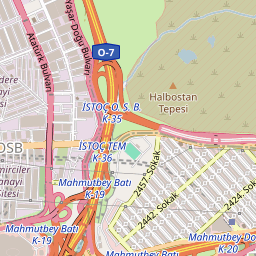 Yaşar Doğu Bulvarı
Atatürk Bulvarı
O-7
Halbostan
Tepesi
İSTOÇ O. S. B
K-35
OSB
İSTOÇ TEM
K-36
2457. Sokak
2424. Sokak
2442. Sokak
Mahmutbey Batı
K-19
Mahmutbey Batı
K-19
Mahmutbey Do
K-20